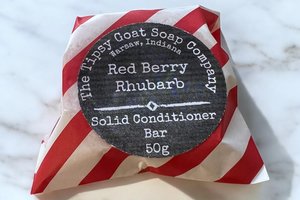 The Tipsy Goat Soap Company
Warsaw, Indiana
Red Berry
Rhubarb
Solid Conditioner
Bar
50g